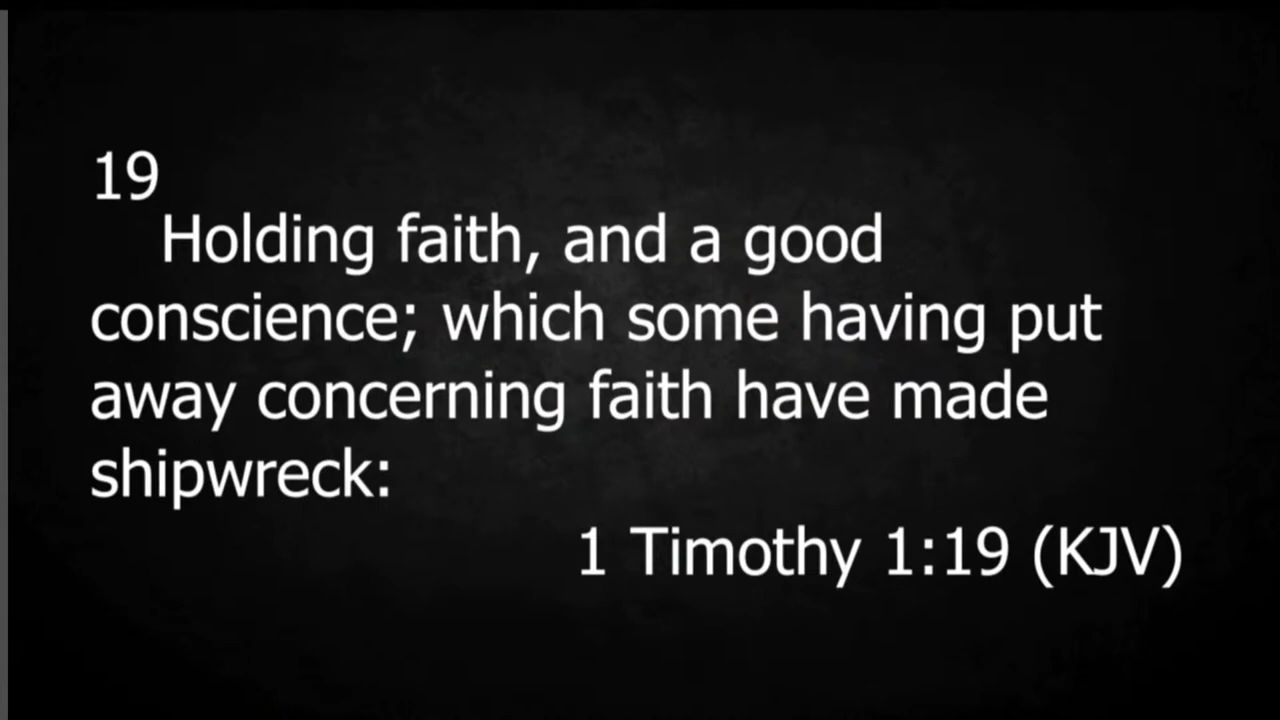 19
Holding faith, and a good
conscience; which some having put
away concerning faith have made
shipwreck:
1 Timothy 1:19 (KJV)